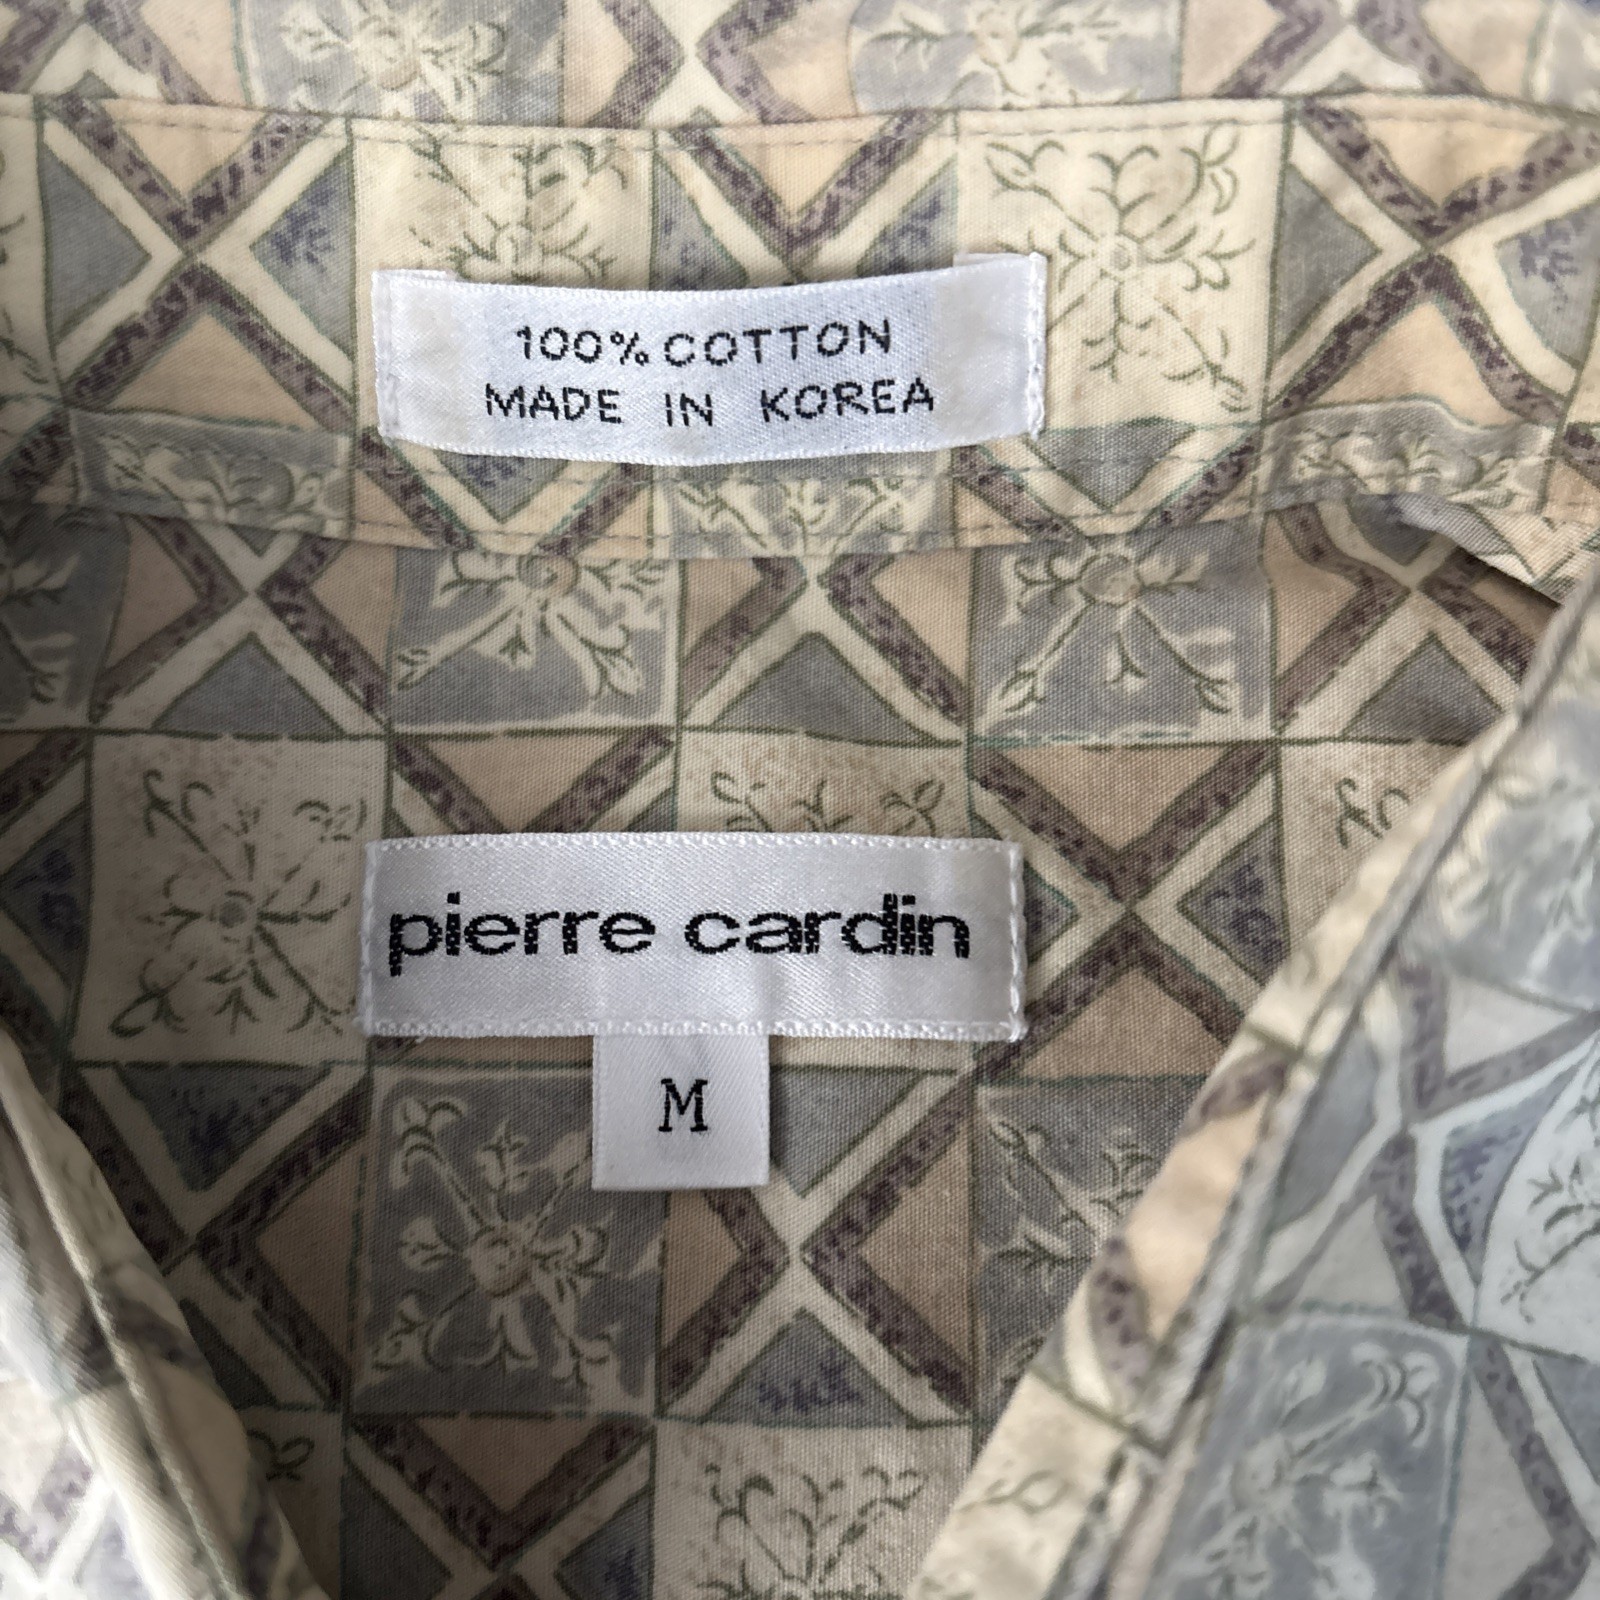 100% COTTON
MADE IN KOREA
pierre cardin
M